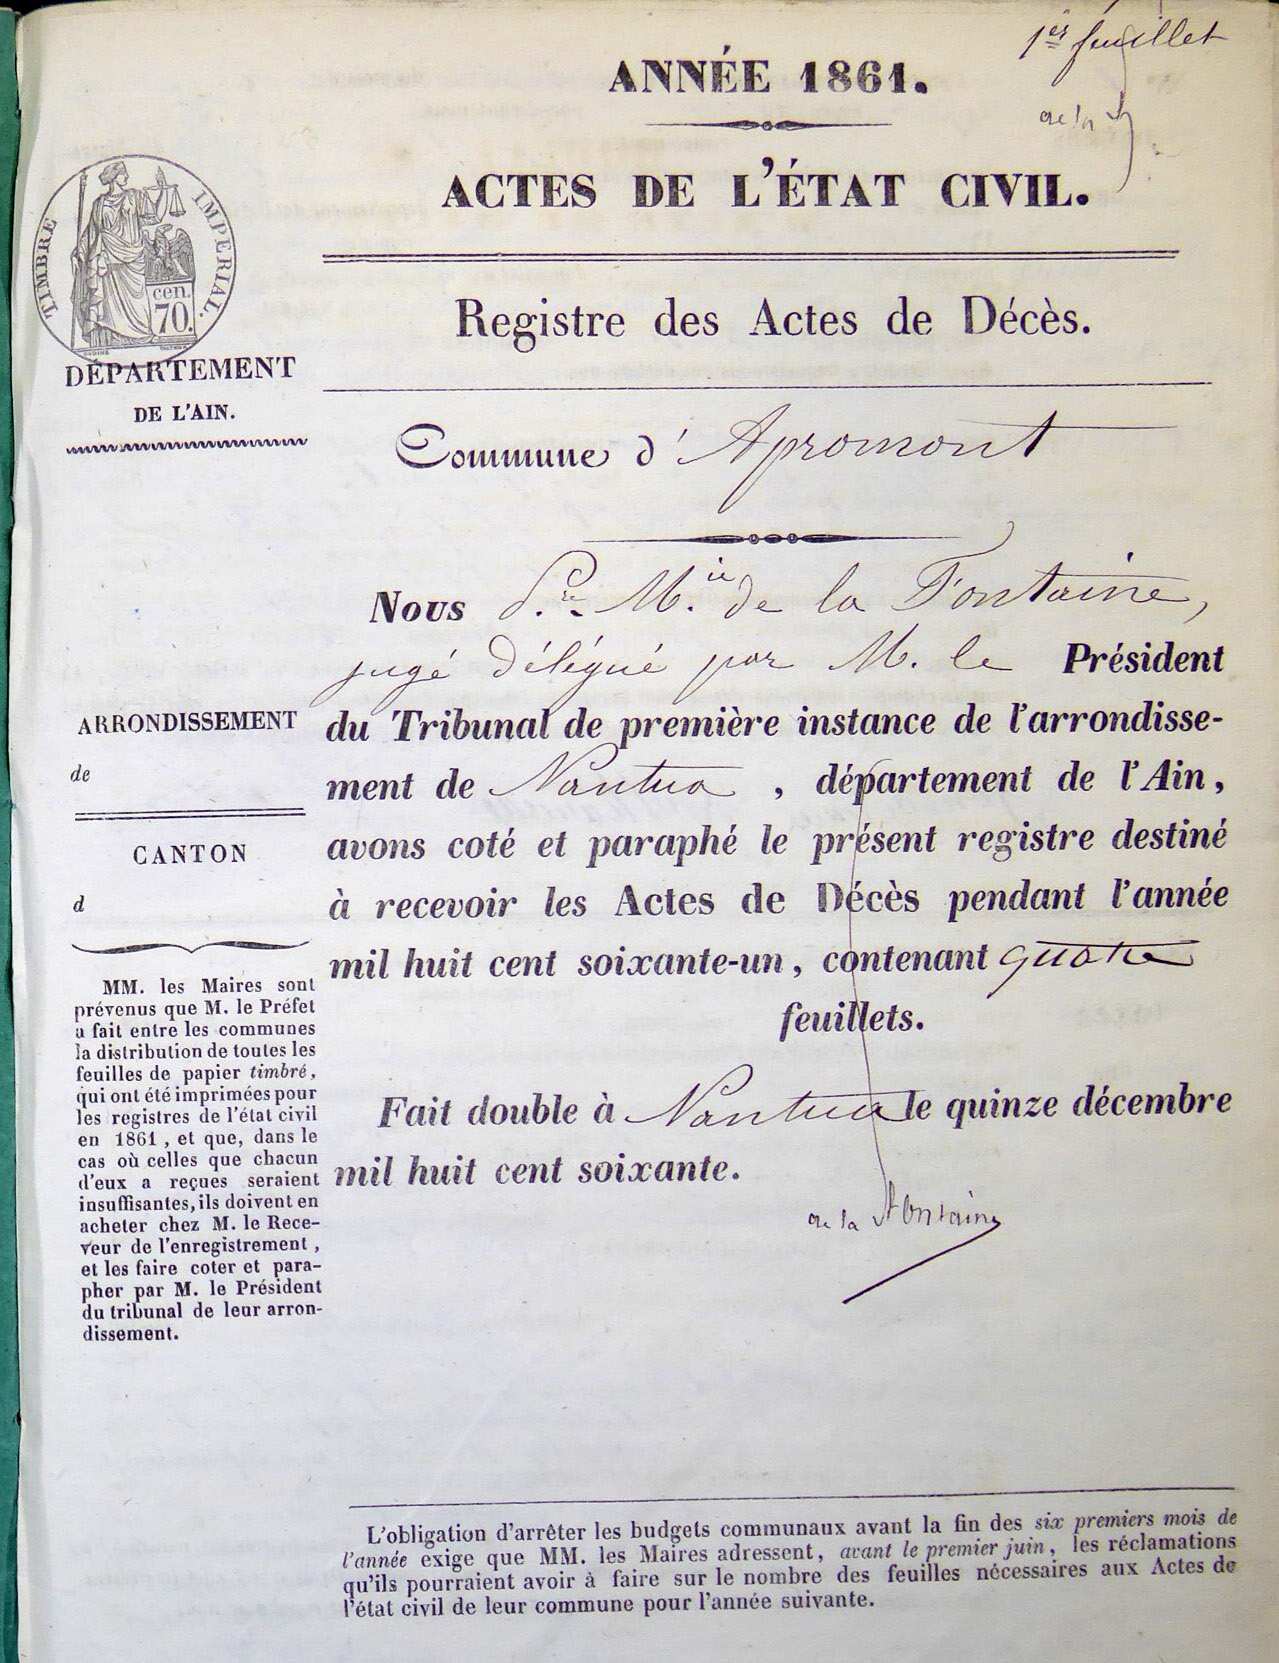 1er feuillet
ANNÉE 1861.
de la
ACTES DE L'ÉTAT CIVIL.
TIMBRE IMPERIAL.
cen.
70.
Registre des Actes de Décès.
DÉPARTEMENT
DE L'AIN.
Commune d'Apromont
Nous Pre. Mie de la Fontaine,
jugé délégué par M. le Président
du Tribunal de première instance de l'arrondisse-
ment de Nantua, département de l'Ain,
avons coté et paraphé le présent registre destiné
à recevoir les Actes de Décès pendant l'année
mil huit cent soixante-un, contenant quatre
feuillets.
Fait double à Nantua le quinze décembre
mil huit cent soixante.
de la Fontaine
ARRONDISSEMENT
de
CANTON
d
MM. les Maires sont
prévenus que M. le Préfet
a fait entre les communes
la distribution de toutes les
feuilles de papier timbré,
qui ont été imprimées pour
les registres de l'état civil
en 1861, et que, dans le
cas où celles que chacun
d'eux a reçues seraient
insuffisantes, ils doivent en
acheter chez M. le Rece-
veur de l'enregistrement,
et les faire coter et para-
pher par M. le Président
du tribunal de leur arron-
dissement.
L'obligation d'arrêter les budgets communaux avant la fin des six premiers mois de
l'année exige que MM. les Maires adressent, avant le premier juin, les réclamations
qu'ils pourraient avoir à faire sur le nombre des feuilles nécessaires aux Actes de
l'état civil de leur commune pour l'année suivante.